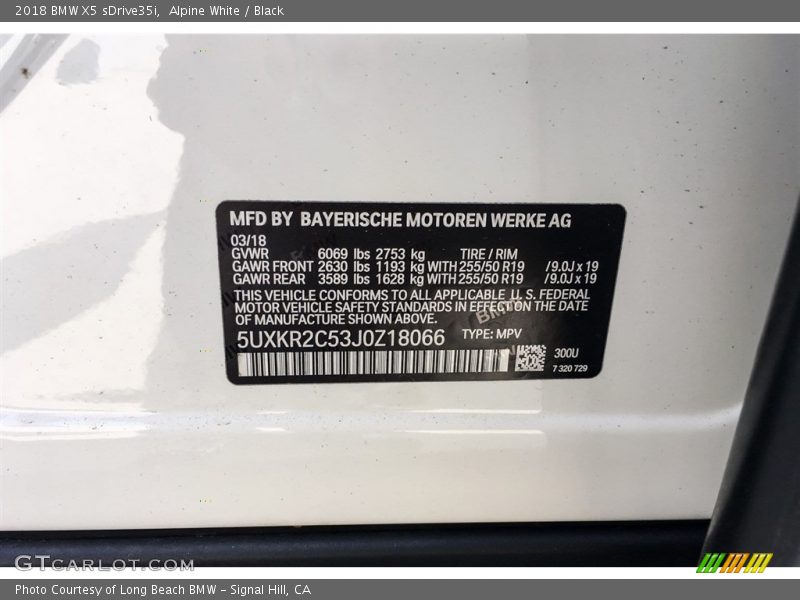 2018 BMW X5 sDrive35i,  Alpine White / Black
MFD BY BAYERISCHE MOTOREN WERKE AG
03/18
GVWR 6069 lbs 2753 kg TIRE / RIM
GAWR FRONT 2630 lbs 1193 kg WITH 255/50 R19 /9.0J x 19
GAWR REAR 3589 lbs 1628 kg WITH 255/50 R19 /9.0J x 19
THIS VEHICLE CONFORMS TO ALL APPLICABLE U. S. FEDERAL
MOTOR VEHICLE SAFETY STANDARDS IN EFFECT ON THE DATE
OF MANUFACTURE SHOWN ABOVE.
5UXKR2C53J0Z18066 TYPE: MPV
300U
7 320 729
GTCARLOT.COM
Photo Courtesy of Long Beach BMW - Signal Hill, CA